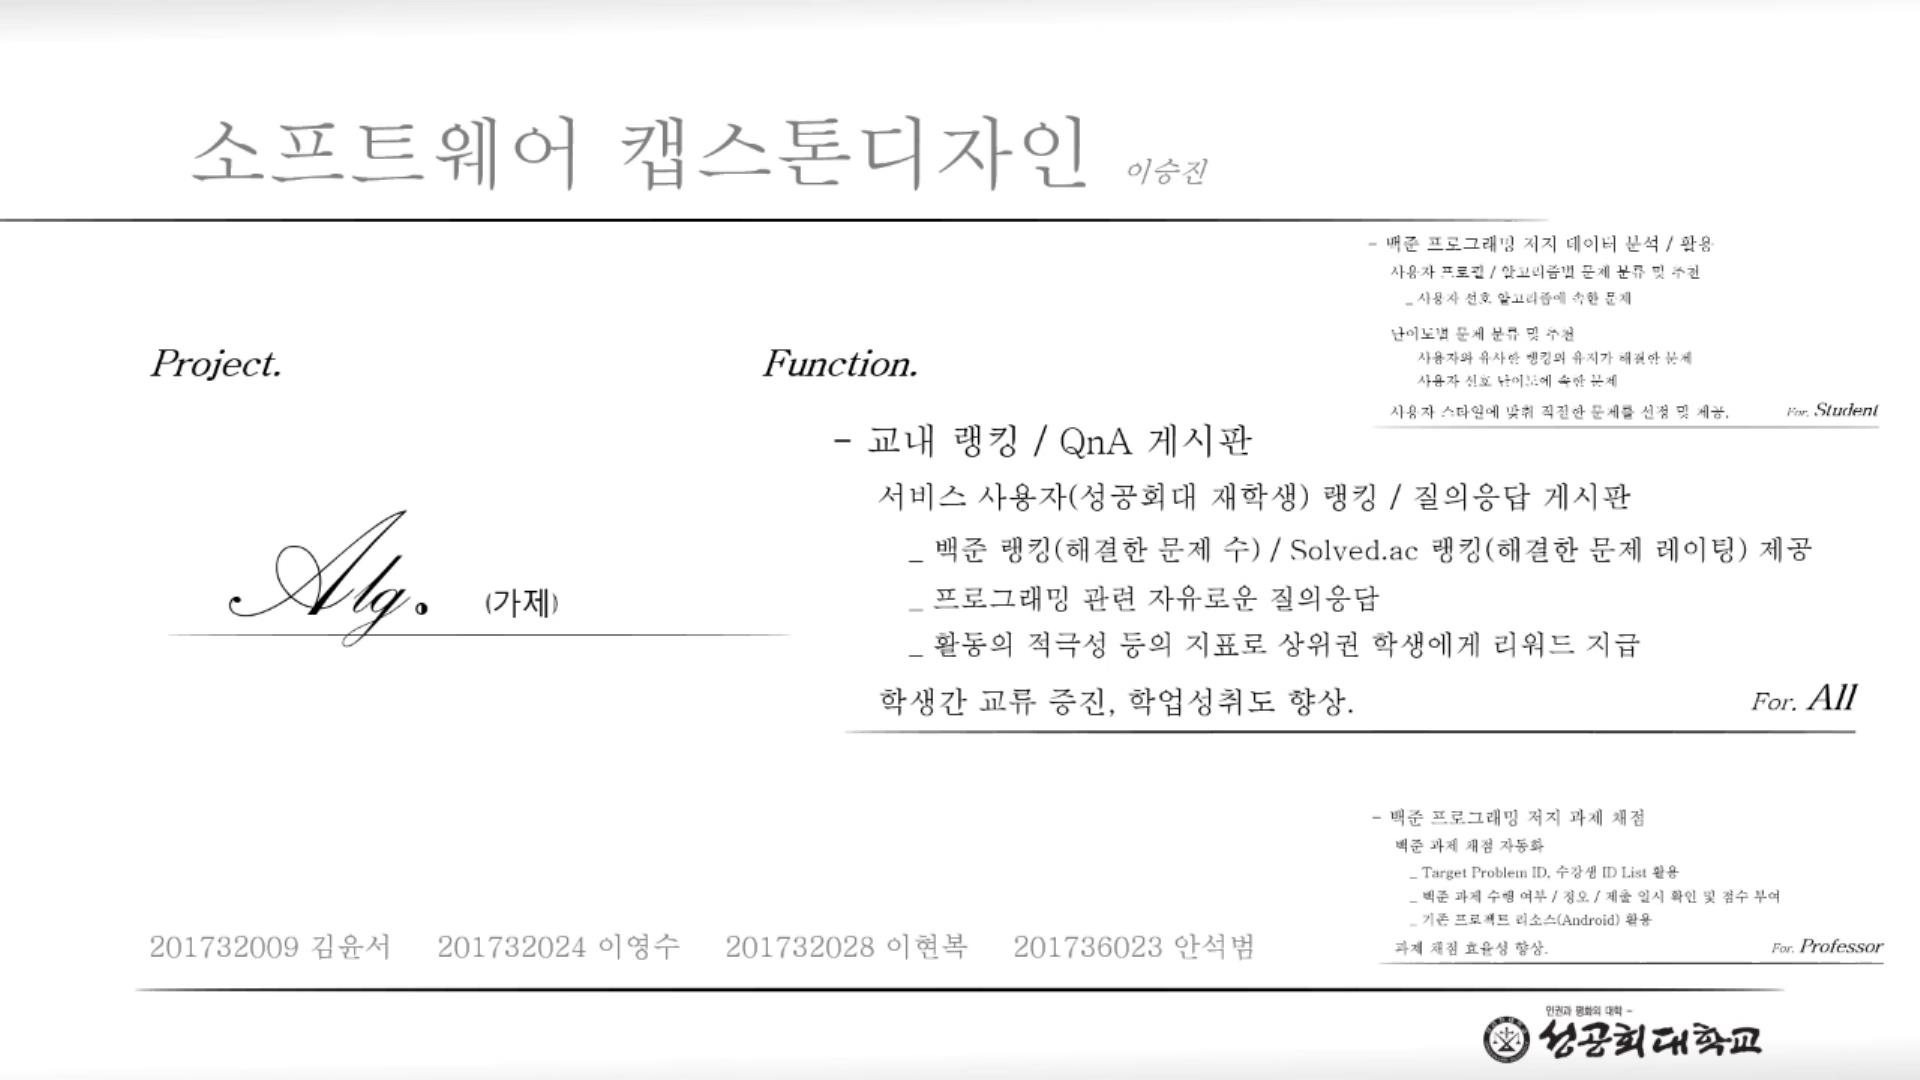 소프트웨어 캡스톤디자인 이승진
- 백준 프로그래밍 저지 데이터 분석 / 활용
사용자 프로필 / 알고리즘별 문제 분류 및 추천
_ 사용자 선호 알고리즘에 속한 문제
난이도별 문제 분류 및 추천
사용자와 유사한 랭킹의 유저가 해결한 문제
사용자 선호 난이도에 속한 문제
사용자 스타일에 맞춰 적절한 문제를 선정 및 제공.
For. Student
Project.
Alg. (가제)
Function.
- 교내 랭킹 / QnA 게시판
서비스 사용자(성공회대 재학생) 랭킹 / 질의응답 게시판
_ 백준 랭킹(해결한 문제 수) / Solved.ac 랭킹(해결한 문제 레이팅) 제공
_ 프로그래밍 관련 자유로운 질의응답
_ 활동의 적극성 등의 지표로 상위권 학생에게 리워드 지급
학생간 교류 증진, 학업성취도 향상.
For. All
- 백준 프로그래밍 저지 과제 채점
백준 과제 채점 자동화
_ Target Problem ID, 수강생 ID List 활용
_ 백준 과제 수행 여부 / 정오 / 제출 일시 확인 및 점수 부여
_ 기존 프로젝트 리소스(Android) 활용
과제 채점 효율성 향상.
For. Professor
201732009 김윤서 201732024 이영수 201732028 이현복 201736023 안석범
인권과 평화의 대학 -
성공회대학교